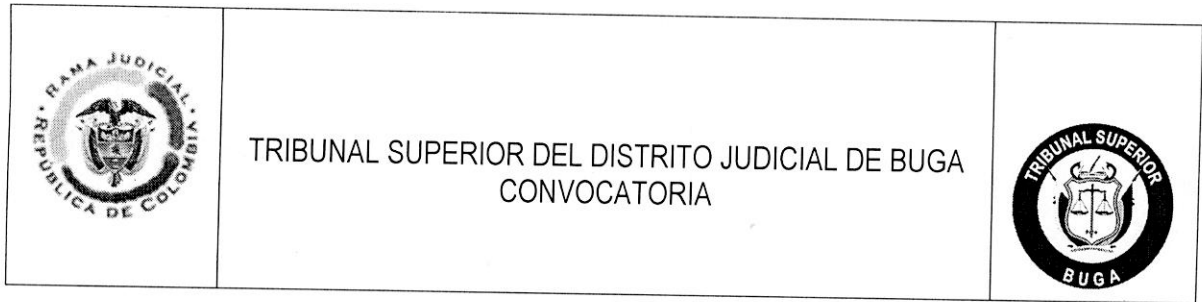 RAMA JUDICIAL
REPÚBLICA DE COLOMBIA
TRIBUNAL SUPERIOR DEL DISTRITO JUDICIAL DE BUGA
CONVOCATORIA
TRIBUNAL SUPERIOR
BUGA